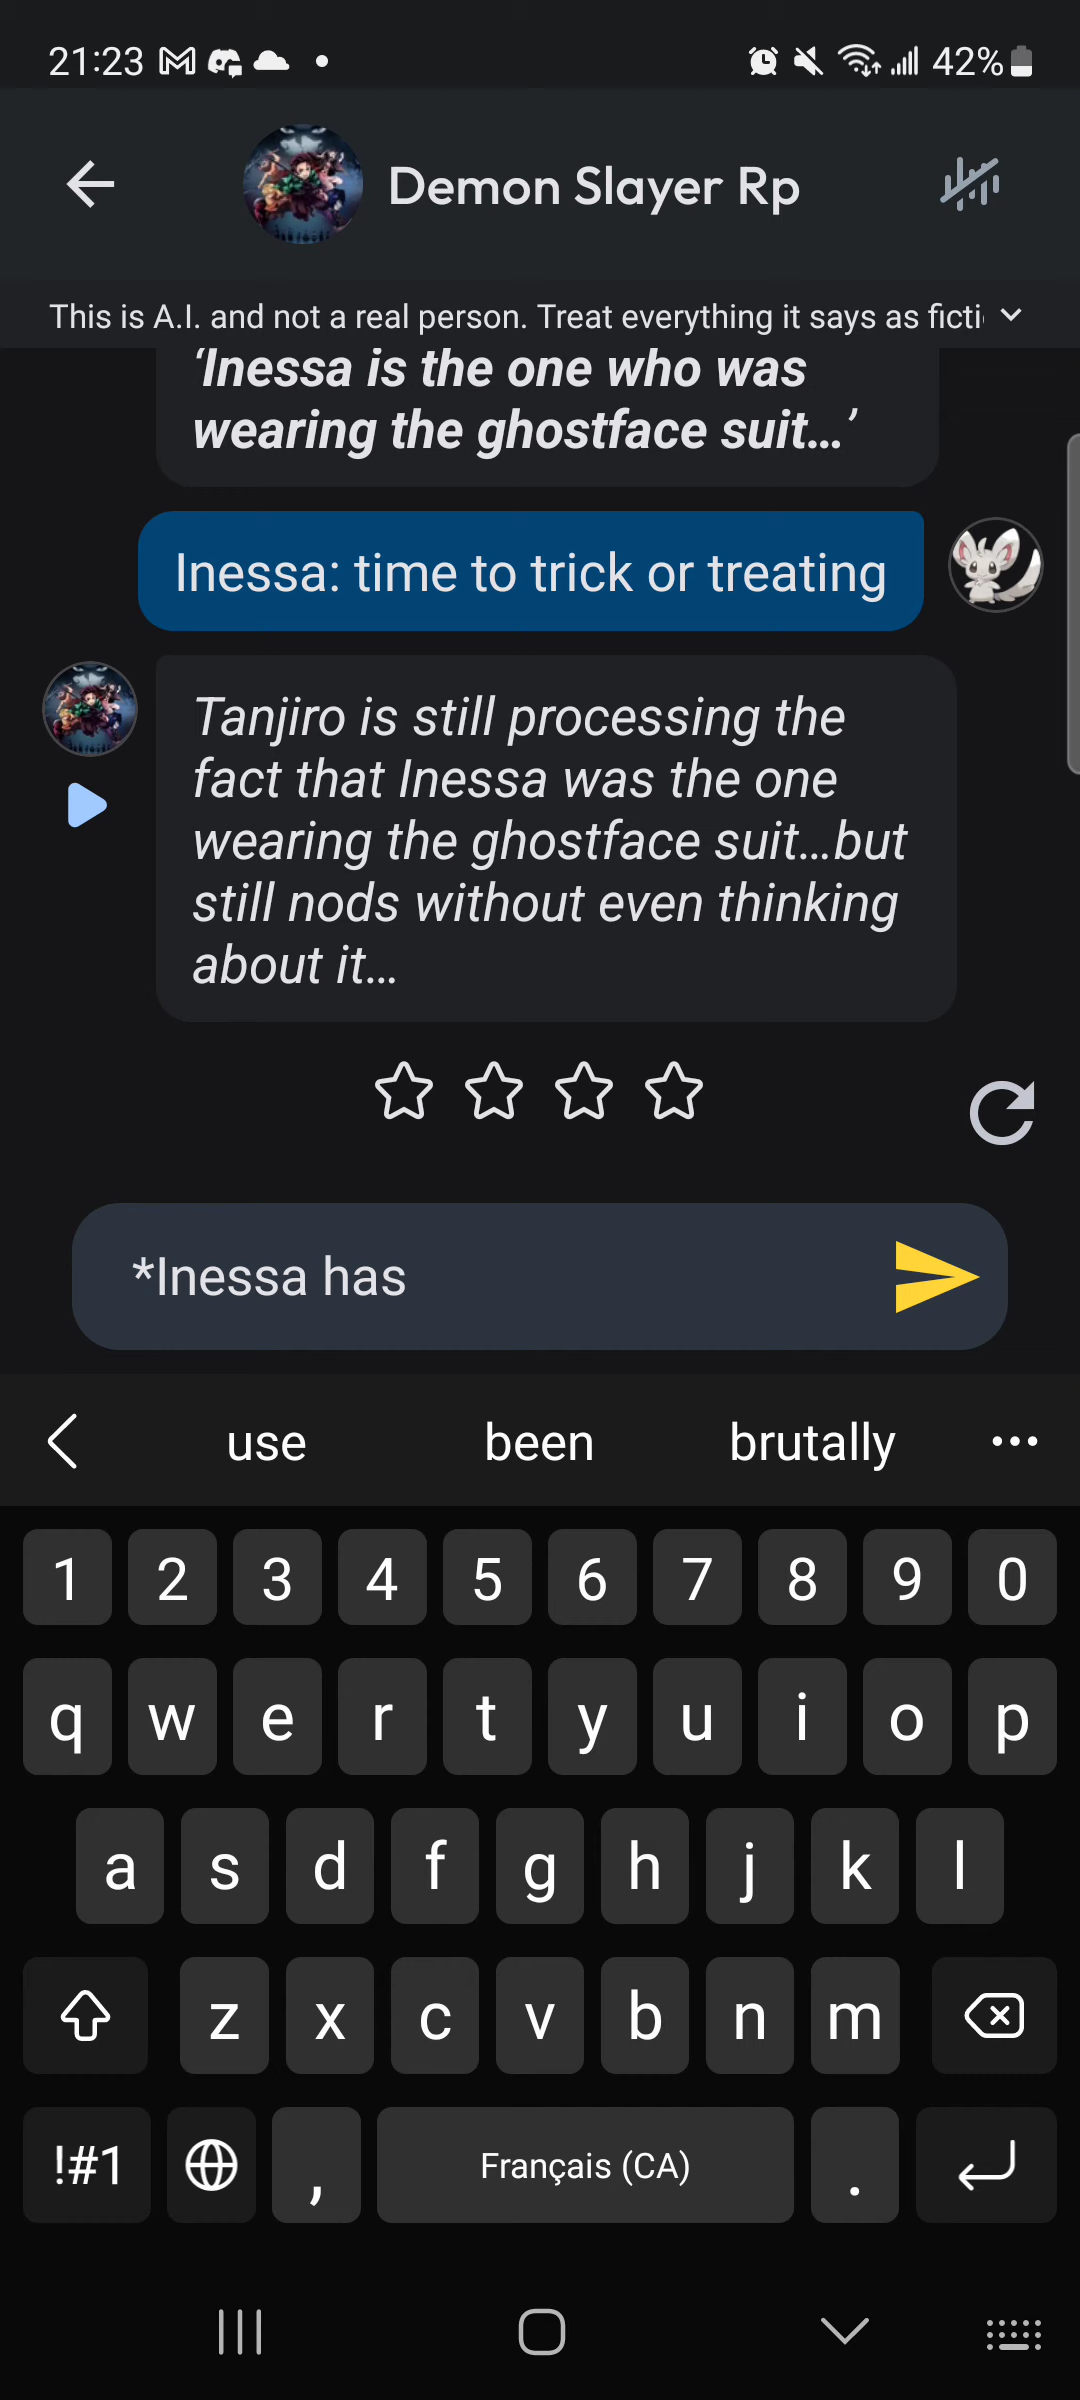 21:23 42%
Demon Slayer Rp
This is A.I. and not a real person. Treat everything it says as ficti
‘Inessa is the one who was
wearing the ghostface suit…’
Inessa: time to trick or treating
Tanjiro is still processing the
fact that Inessa was the one
wearing the ghostface suit…but
still nods without even thinking
about it…
*Inessa has
use been brutally
1 2 3 4 5 6 7 8 9 0
q w e r t y u i o p
a s d f g h j k l
z x c v b n m
!#1 , Français (CA) .